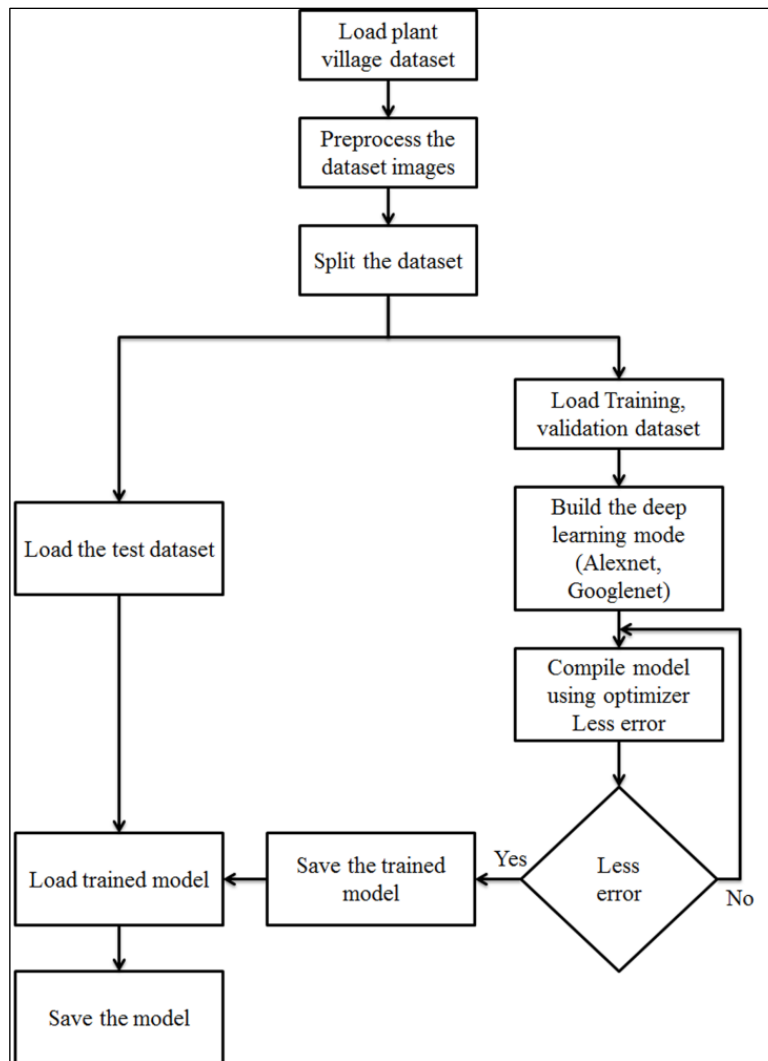 Load plant
village dataset
Preprocess the
dataset images
Split the dataset
Load Training,
validation dataset
Build the deep
learning mode
(Alexnet,
Googlenet)
Load the test dataset
Compile model
using optimizer
Less error
Less
error
Yes
No
Save the trained
model
Load trained model
Save the model